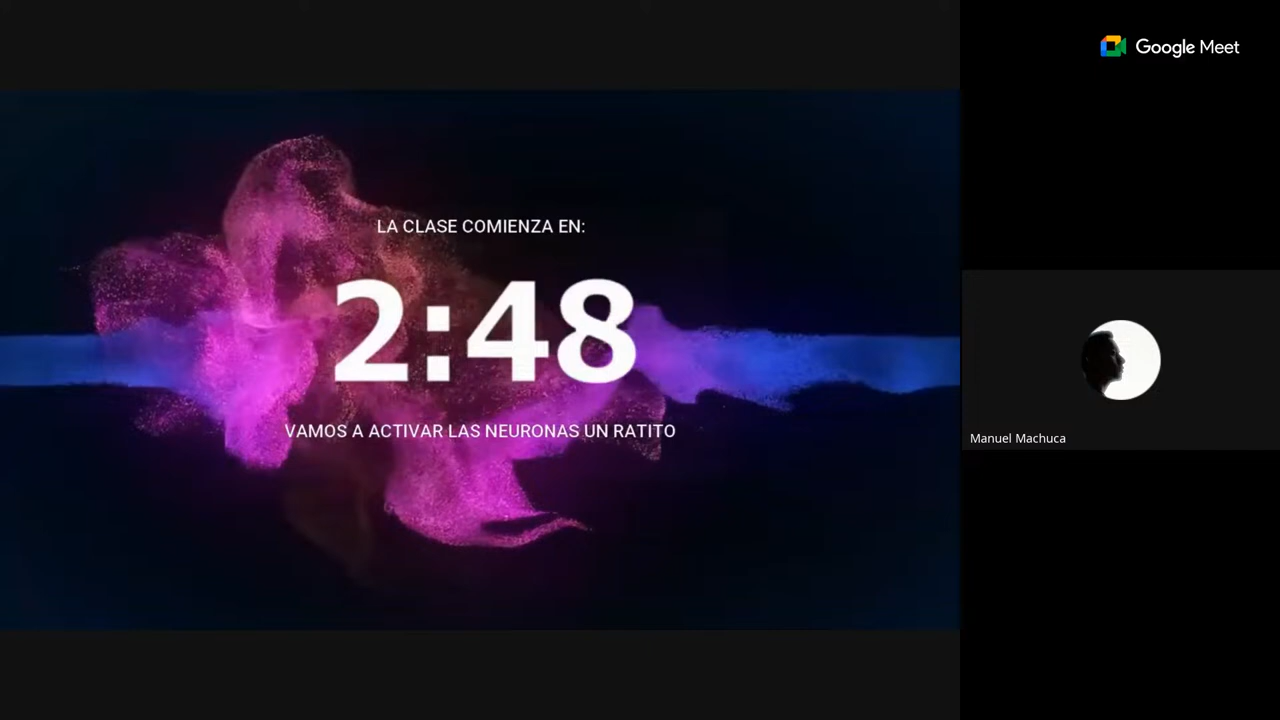 Google Meet
LA CLASE COMIENZA EN:
2:48
VAMOS A ACTIVAR LAS NEURONAS UN RATITO
Manuel Machuca